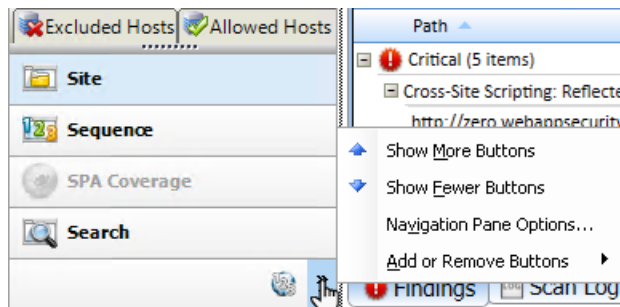 Excluded Hosts Allowed Hosts
Path
Critical (5 items)
Site
Cross-Site Scripting: Reflecte
http://zero.webappsecurity
Sequence
Show More Buttons
SPA Coverage
Show Fewer Buttons
Navigation Pane Options...
Search
Add or Remove Buttons
Findings
Scan Log